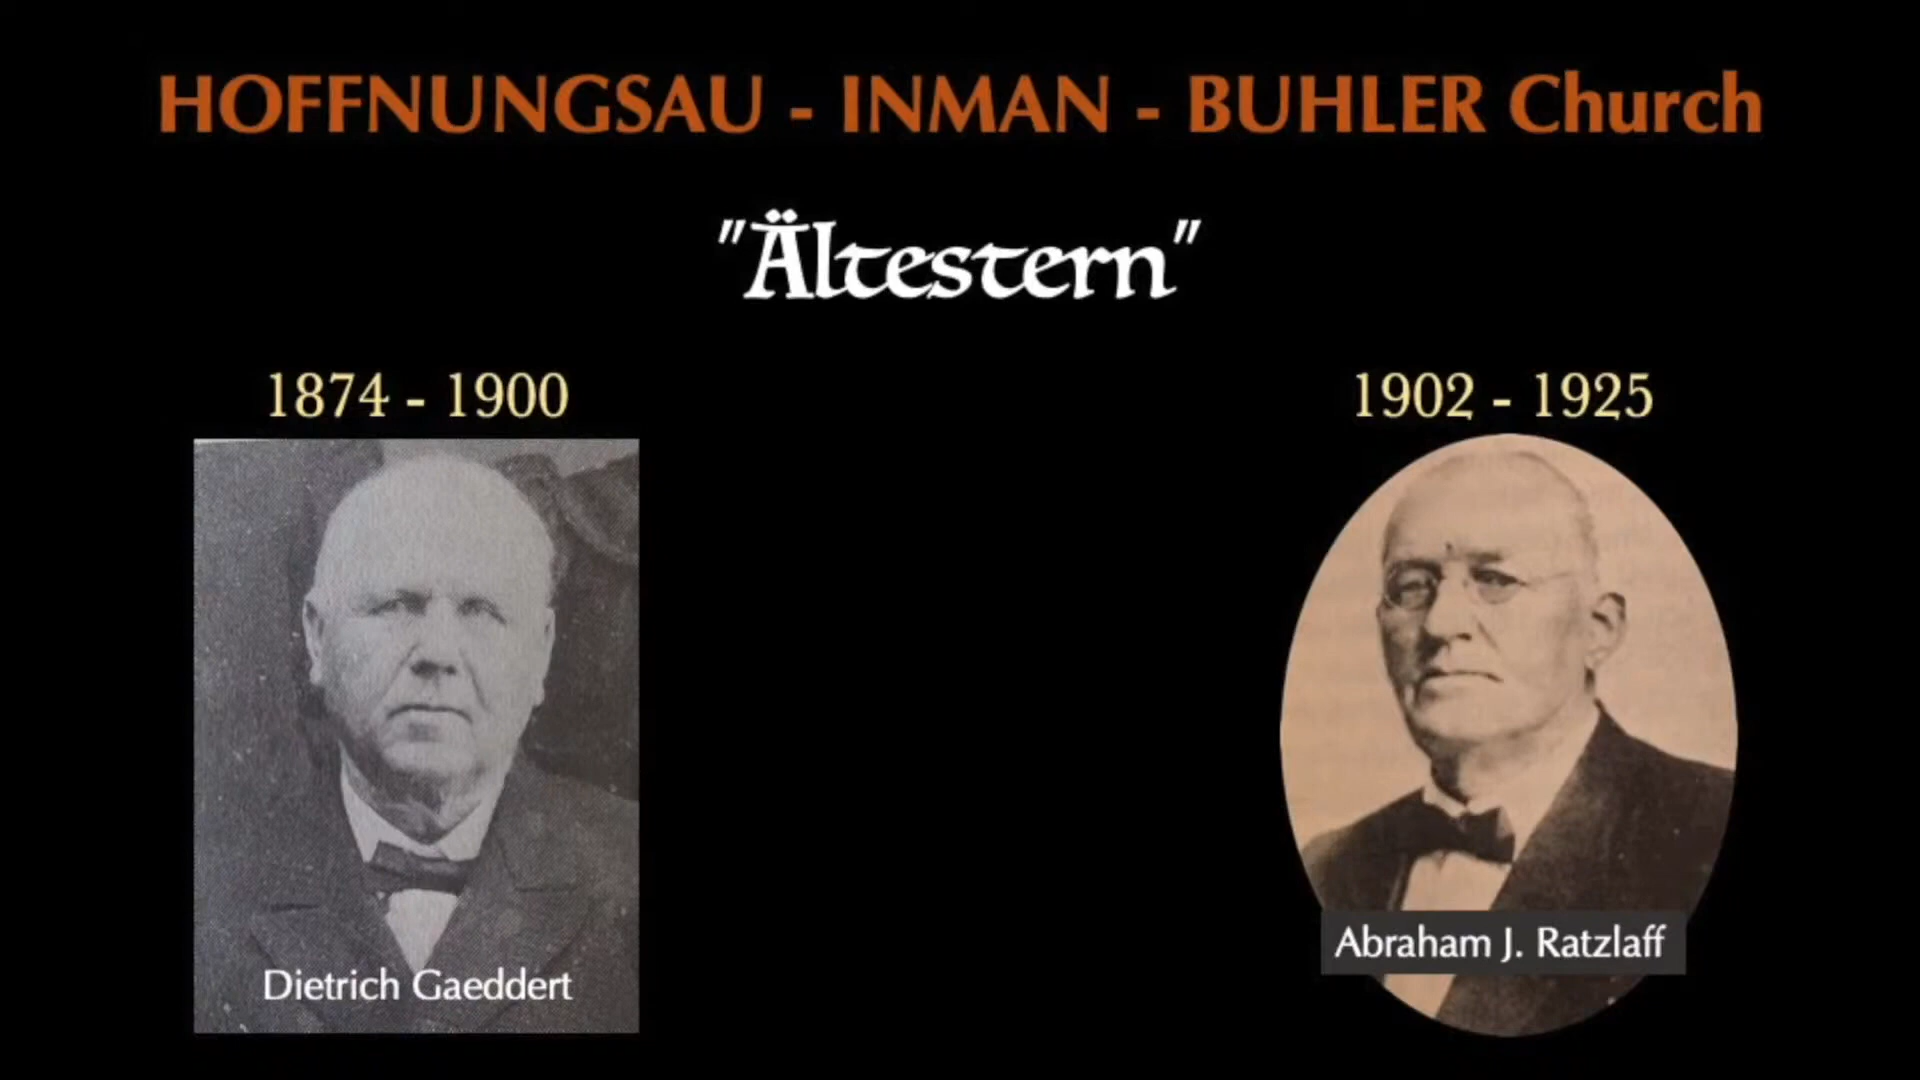 HOFFNUNGSAU - INMAN - BUHLER Church
"Ältestern"
1874 - 1900
Dietrich Gaeddert
1902 - 1925
Abraham J. Ratzlaff